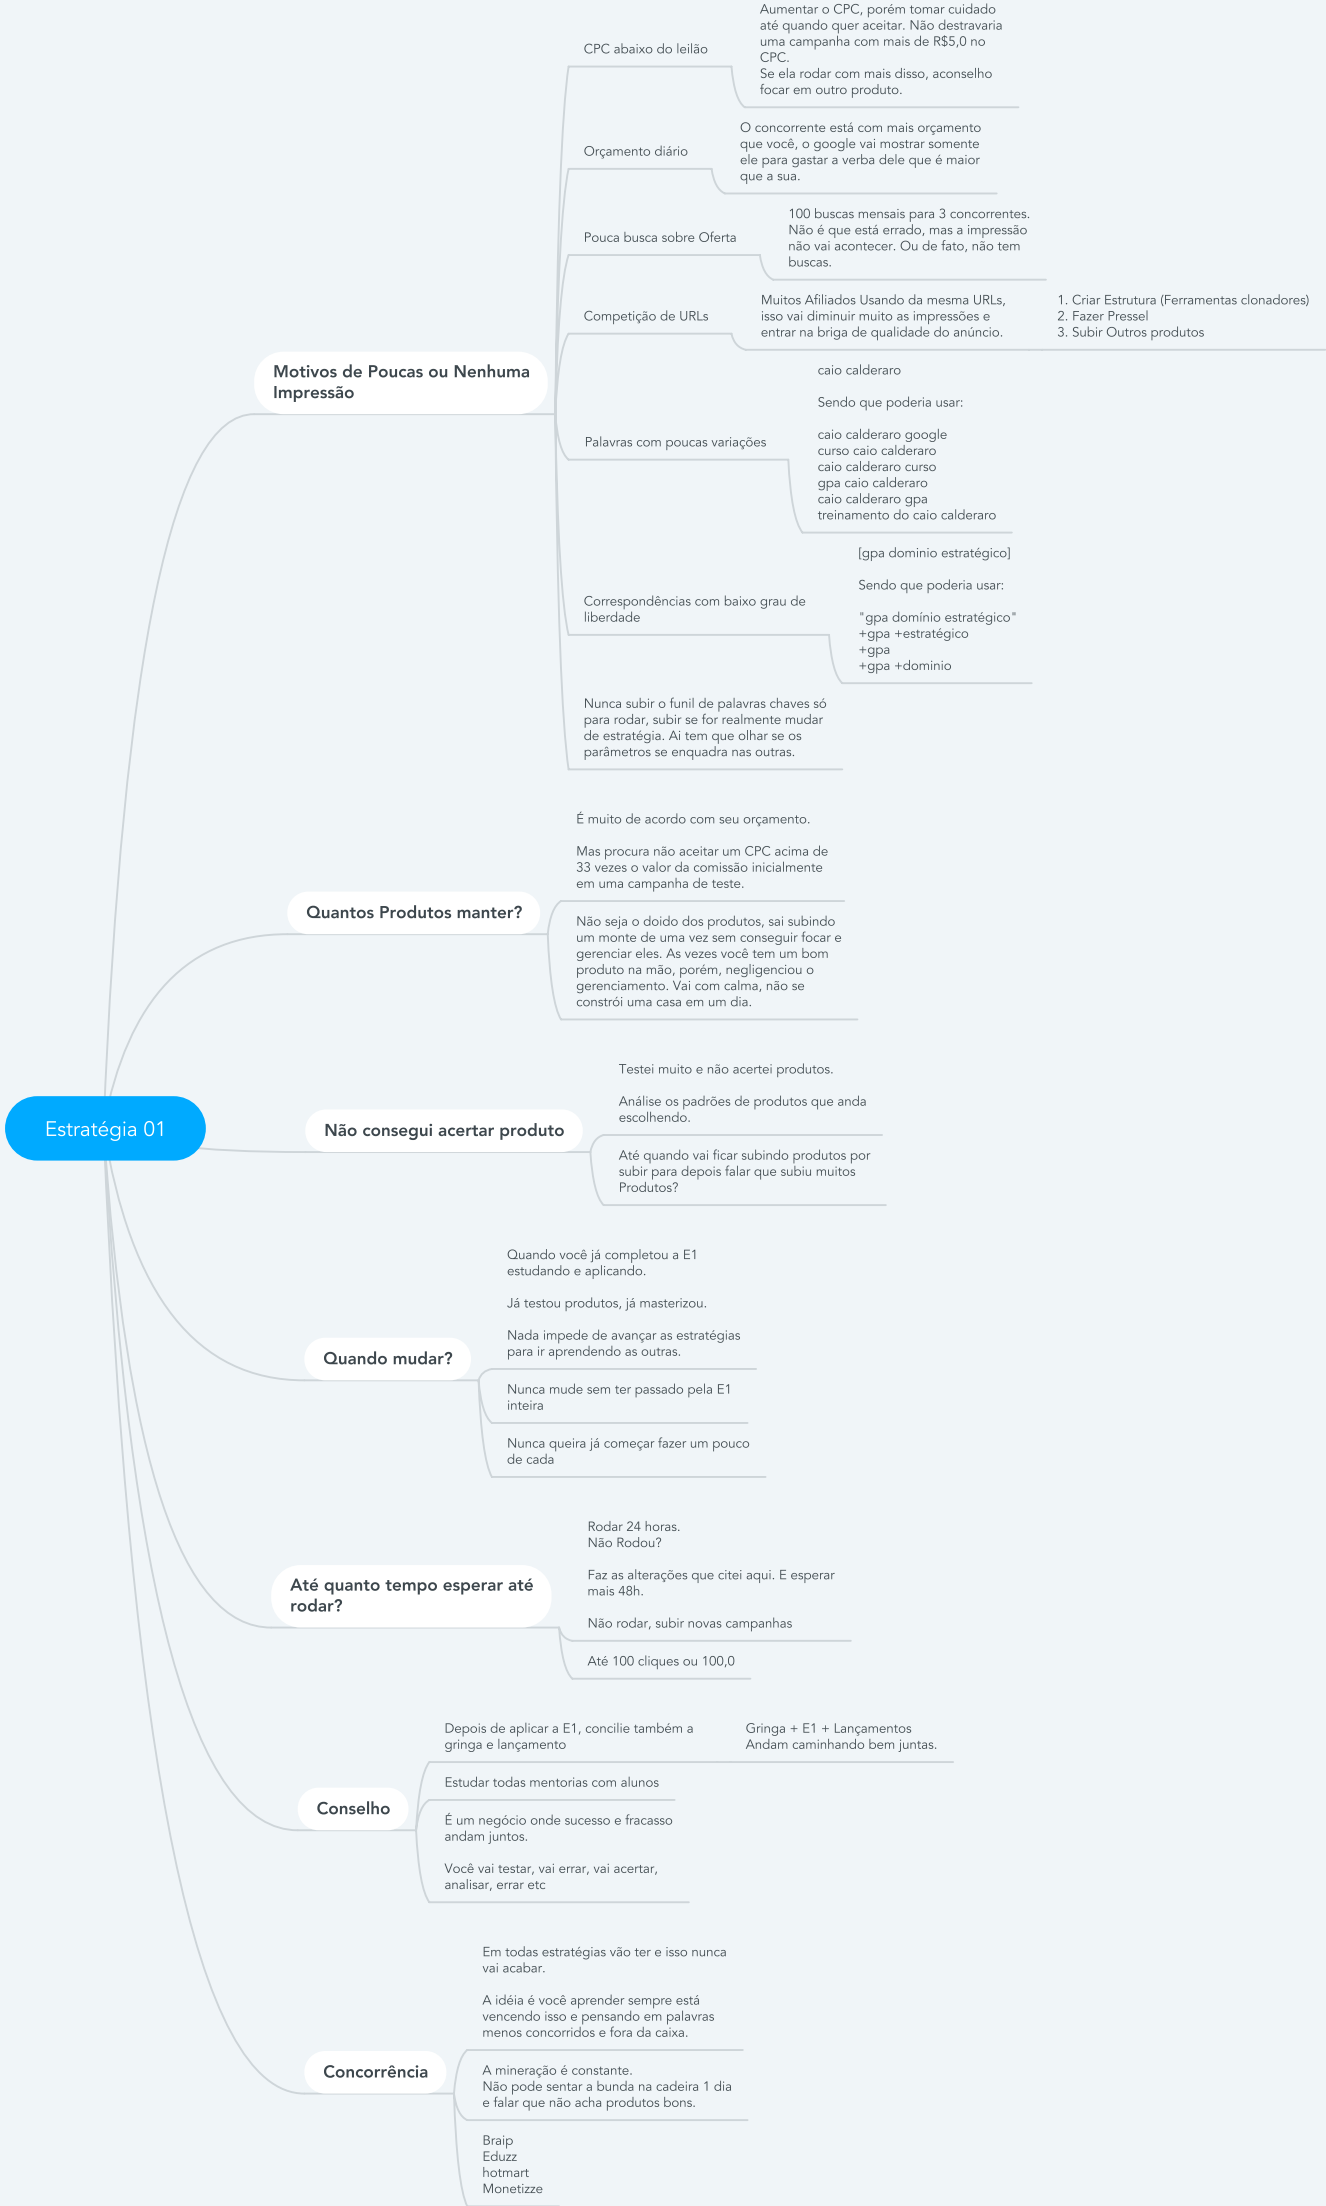 Estratégia 01
Motivos de Poucas ou Nenhuma
Impressão
CPC abaixo do leilão
Aumentar o CPC, porém tomar cuidado
até quando quer aceitar. Não destravaria
uma campanha com mais de R$5,0 no
CPC.
Se ela rodar com mais disso, aconselho
focar em outro produto.
Orçamento diário
O concorrente está com mais orçamento
que você, o google vai mostrar somente
ele para gastar a verba dele que é maior
que a sua.
Pouca busca sobre Oferta
100 buscas mensais para 3 concorrentes.
Não é que está errado, mas a impressão
não vai acontecer. Ou de fato, não tem
buscas.
Competição de URLs
Muitos Afiliados Usando da mesma URLs,
isso vai diminuir muito as impressões e
entrar na briga de qualidade do anúncio.
1. Criar Estrutura (Ferramentas clonadores)
2. Fazer Pressel
3. Subir Outros produtos
Palavras com poucas variações
caio calderaro
Sendo que poderia usar:
caio calderaro google
curso caio calderaro
caio calderaro curso
gpa caio calderaro
caio calderaro gpa
treinamento do caio calderaro
Correspondências com baixo grau de
liberdade
[gpa dominio estratégico]
Sendo que poderia usar:
"gpa domínio estratégico"
+gpa +estratégico
+gpa
+gpa +dominio
Nunca subir o funil de palavras chaves só
para rodar, subir se for realmente mudar
de estratégia. Ai tem que olhar se os
parâmetros se enquadra nas outras.
Quantos Produtos manter?
É muito de acordo com seu orçamento.
Mas procura não aceitar um CPC acima de
33 vezes o valor da comissão inicialmente
em uma campanha de teste.
Não seja o doido dos produtos, sai subindo
um monte de uma vez sem conseguir focar e
gerenciar eles. As vezes você tem um bom
produto na mão, porém, negligenciou o
gerenciamento. Vai com calma, não se
constrói uma casa em um dia.
Não consegui acertar produto
Testei muito e não acertei produtos.
Análise os padrões de produtos que anda
escolhendo.
Até quando vai ficar subindo produtos por
subir para depois falar que subiu muitos
Produtos?
Quando mudar?
Quando você já completou a E1
estudando e aplicando.
Já testou produtos, já masterizou.
Nada impede de avançar as estratégias
para ir aprendendo as outras.
Nunca mude sem ter passado pela E1
inteira
Nunca queira já começar fazer um pouco
de cada
Até quanto tempo esperar até
rodar?
Rodar 24 horas.
Não Rodou?
Faz as alterações que citei aqui. E esperar
mais 48h.
Não rodar, subir novas campanhas
Até 100 cliques ou 100,0
Conselho
Depois de aplicar a E1, concilie também a
gringa e lançamento
Gringa + E1 + Lançamentos
Andam caminhando bem juntas.
Estudar todas mentorias com alunos
É um negócio onde sucesso e fracasso
andam juntos.
Você vai testar, vai errar, vai acertar,
analisar, errar etc
Concorrência
Em todas estratégias vão ter e isso nunca
vai acabar.
A idéia é você aprender sempre está
vencendo isso e pensando em palavras
menos concorridos e fora da caixa.
A mineração é constante.
Não pode sentar a bunda na cadeira 1 dia
e falar que não acha produtos bons.
Braip
Eduzz
hotmart
Monetizze